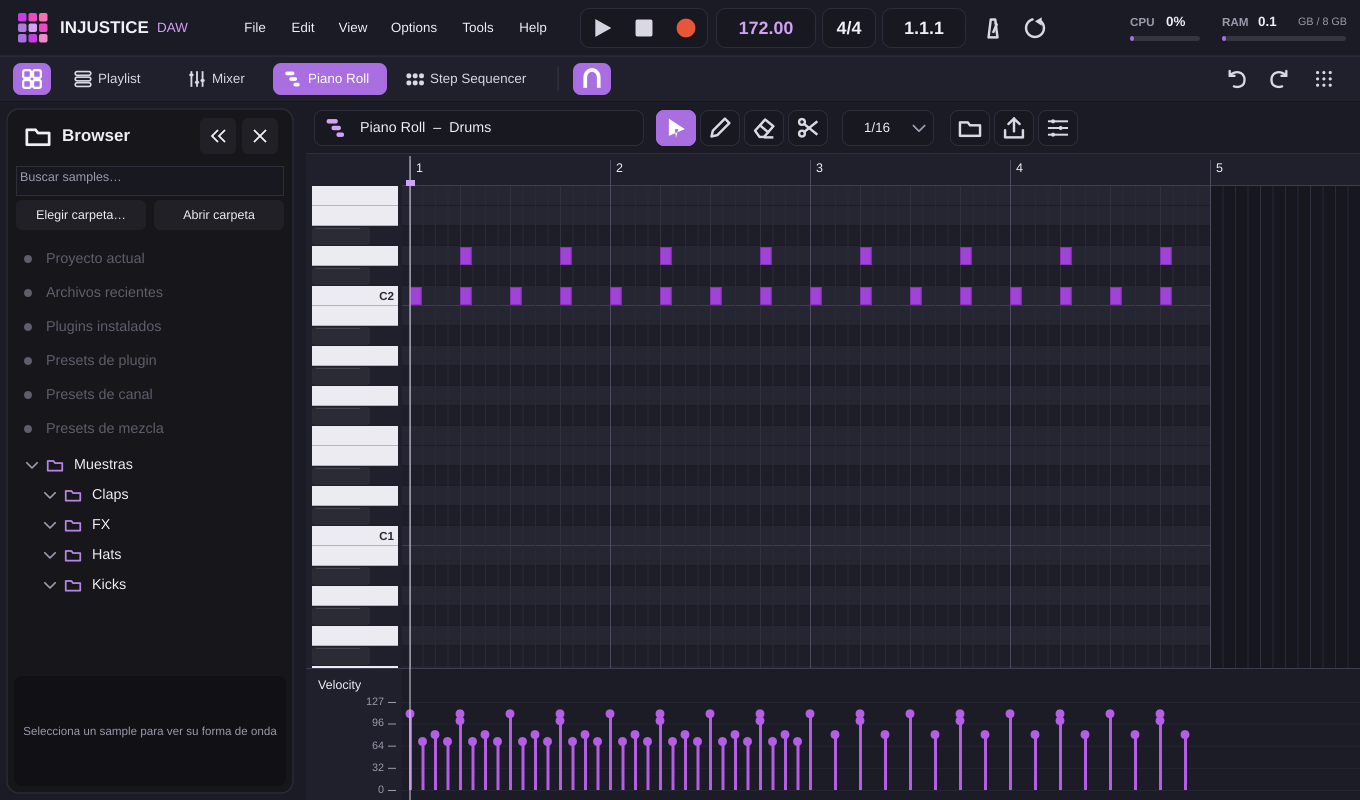 INJUSTICE DAW File Edit View Options Tools Help 172.00 4/4 1.1.1 CPU 0% RAM 0.1 GB / 8 GB
Playlist Mixer Piano Roll Step Sequencer
Browser
Piano Roll – Drums 1/16
Buscar samples…
Elegir carpeta… Abrir carpeta
Proyecto actual
Archivos recientes
Plugins instalados
Presets de plugin
Presets de canal
Presets de mezcla
Muestras
Claps
FX
Hats
Kicks
Selecciona un sample para ver su forma de onda
1 2 3 4 5
C2
C1
Velocity
127
96
64
32
0